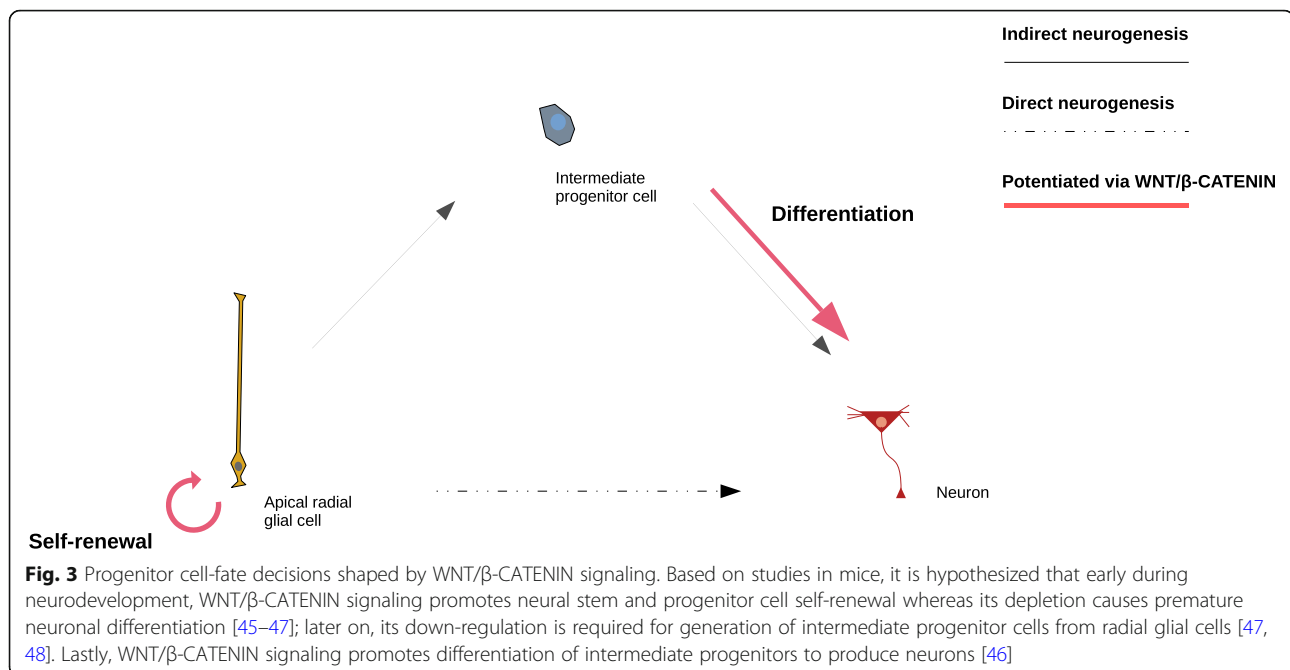 Indirect neurogenesis
Direct neurogenesis
Potentiated via WNT/β-CATENIN
Intermediate
progenitor cell
Differentiation
Apical radial
glial cell
Neuron
Self-renewal
Fig. 3 Progenitor cell-fate decisions shaped by WNT/β-CATENIN signaling. Based on studies in mice, it is hypothesized that early during
neurodevelopment, WNT/β-CATENIN signaling promotes neural stem and progenitor cell self-renewal whereas its depletion causes premature
neuronal differentiation [45–47]; later on, its down-regulation is required for generation of intermediate progenitor cells from radial glial cells [47,
48]. Lastly, WNT/β-CATENIN signaling promotes differentiation of intermediate progenitors to produce neurons [46]